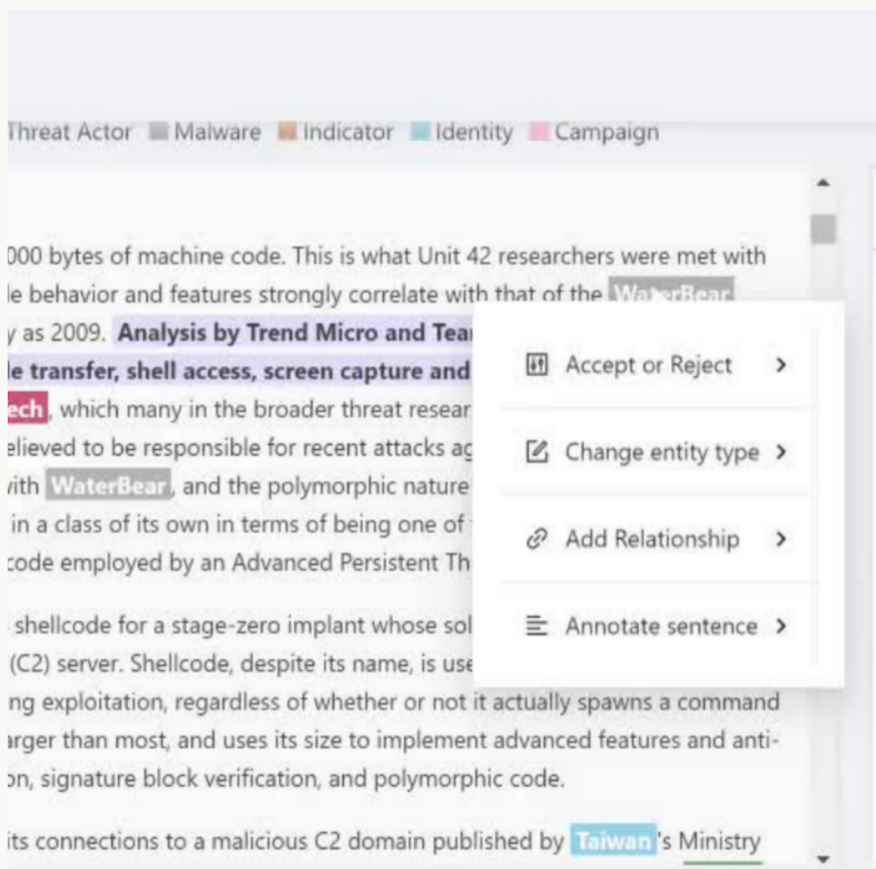 Threat Actor Malware Indicator Identity Campaign
000 bytes of machine code. This is what Unit 42 researchers were met with
le behavior and features strongly correlate with that of the WaterBear
y as 2009. Analysis by Trend Micro and Tea
le transfer, shell access, screen capture and
ech, which many in the broader threat resear
elieved to be responsible for recent attacks ag
vith WaterBear, and the polymorphic nature
in a class of its own in terms of being one of
code employed by an Advanced Persistent Th
Accept or Reject
Change entity type
Add Relationship
Annotate sentence
shellcode for a stage-zero implant whose sol
(C2) server. Shellcode, despite its name, is use
ng exploitation, regardless of whether or not it actually spawns a command
arger than most, and uses its size to implement advanced features and anti-
on, signature block verification, and polymorphic code.
its connections to a malicious C2 domain published by Taiwan's Ministry